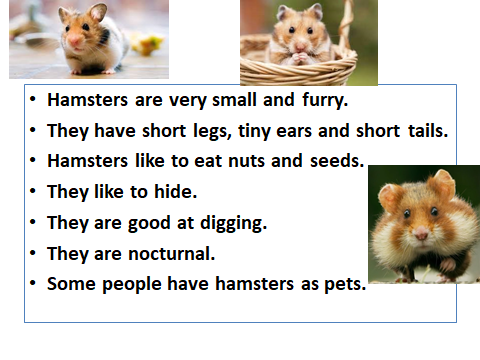 • Hamsters are very small and furry.
• They have short legs, tiny ears and short tails.
• Hamsters like to eat nuts and seeds.
• They like to hide.
• They are good at digging.
• They are nocturnal.
• Some people have hamsters as pets.